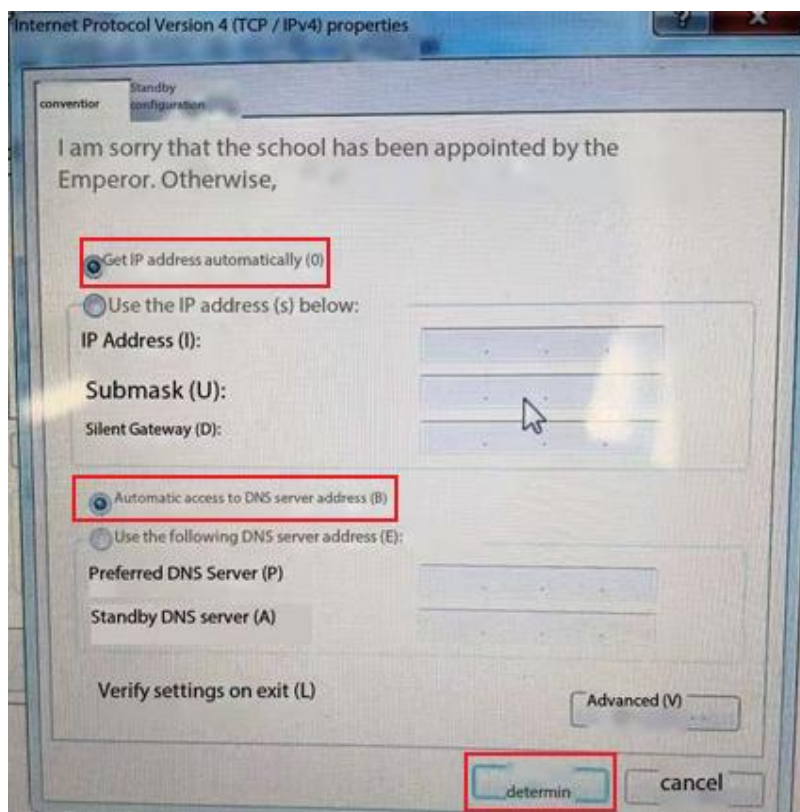 Internet Protocol Version 4 (TCP / IPv4) properties
Standby
conventior configuration
I am sorry that the school has been appointed by the
Emperor. Otherwise,
Get IP address automatically (0)
Use the IP address (s) below:
IP Address (I):
Submask (U):
Silent Gateway (D):
Automatic access to DNS server address (B)
Use the following DNS server address (E):
Preferred DNS Server (P)
Standby DNS server (A)
Verify settings on exit (L)
Advanced (V)
determin
cancel